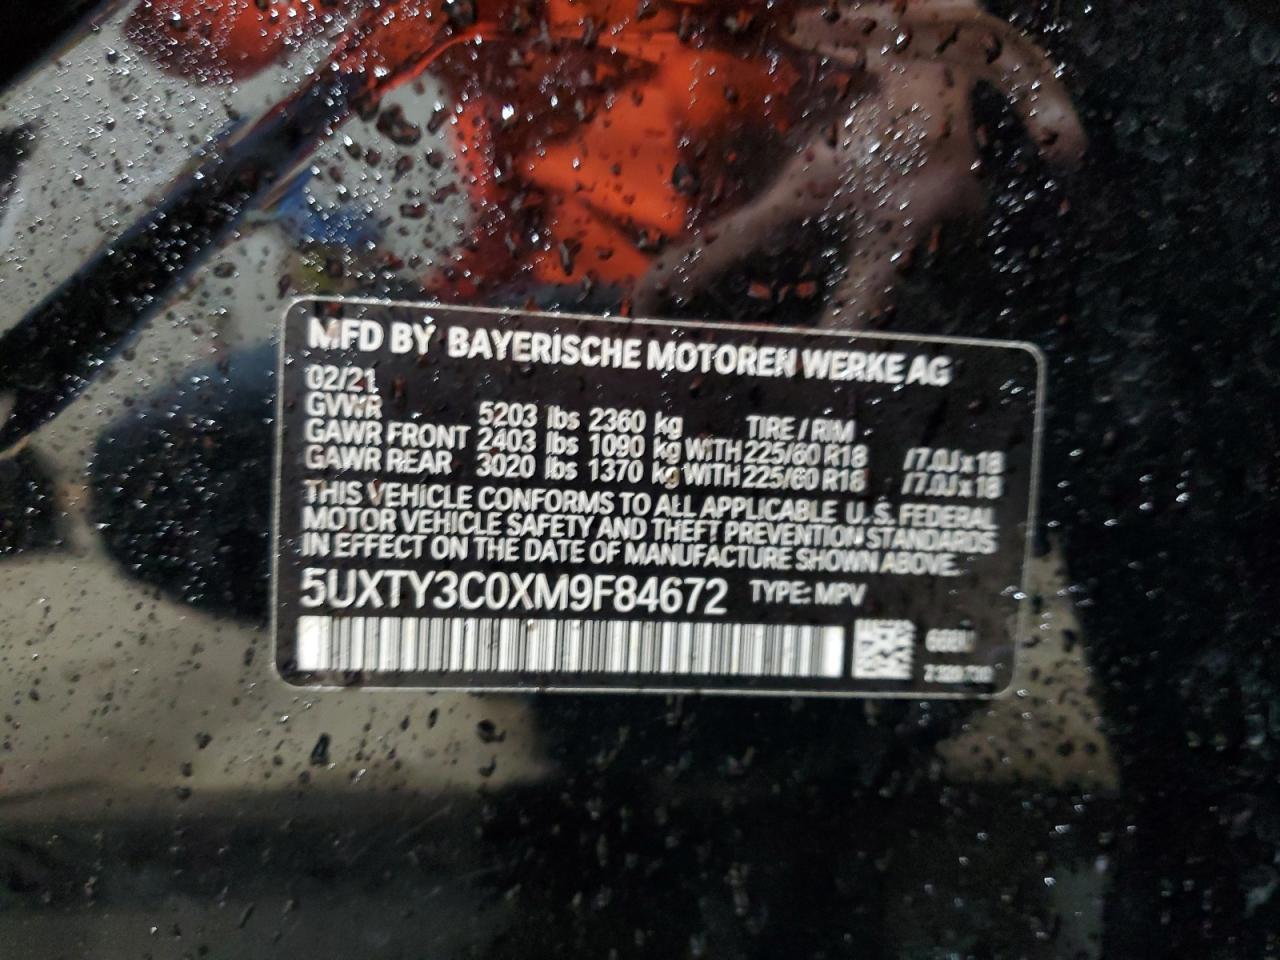 MFD BY BAYERISCHE MOTOREN WERKE AG
02/21
GVWR 5203 lbs 2360 kg TIRE / RIM
GAWR FRONT 2403 lbs 1090 kg WITH 225/60 R18 /7.0J x 18
GAWR REAR 3020 lbs 1370 kg WITH 225/60 R18 /7.0J x 18
THIS VEHICLE CONFORMS TO ALL APPLICABLE U.S. FEDERAL
MOTOR VEHICLE SAFETY AND THEFT PREVENTION STANDARDS
IN EFFECT ON THE DATE OF MANUFACTURE SHOWN ABOVE.
5UXTY3C0XM9F84672 TYPE: MPV